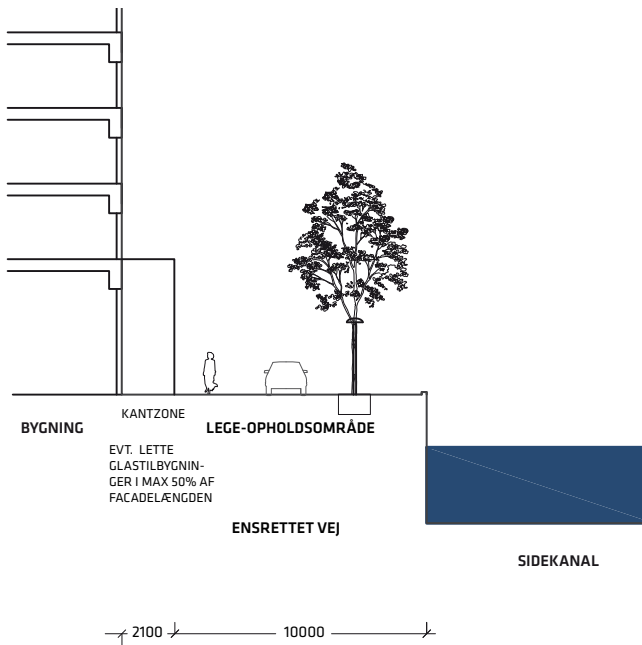 KANTZONE
BYGNING
LEGE-OPHOLDSOMRÅDE
EVT. LETTE
GLASTILBYGNIN-
GER I MAX 50% AF
FACADELÆNGDEN
ENSRETTET VEJ
SIDEKANAL
2100
10000